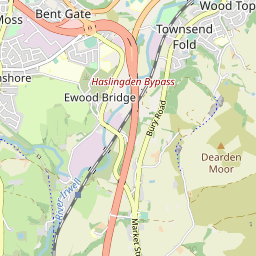 Wood Top
Moss
Bent Gate
Townsend
Fold
nshore
Haslingden Bypass
Ewood Bridge
Bury Road
Dearden
Moor
River Irwell
Market St